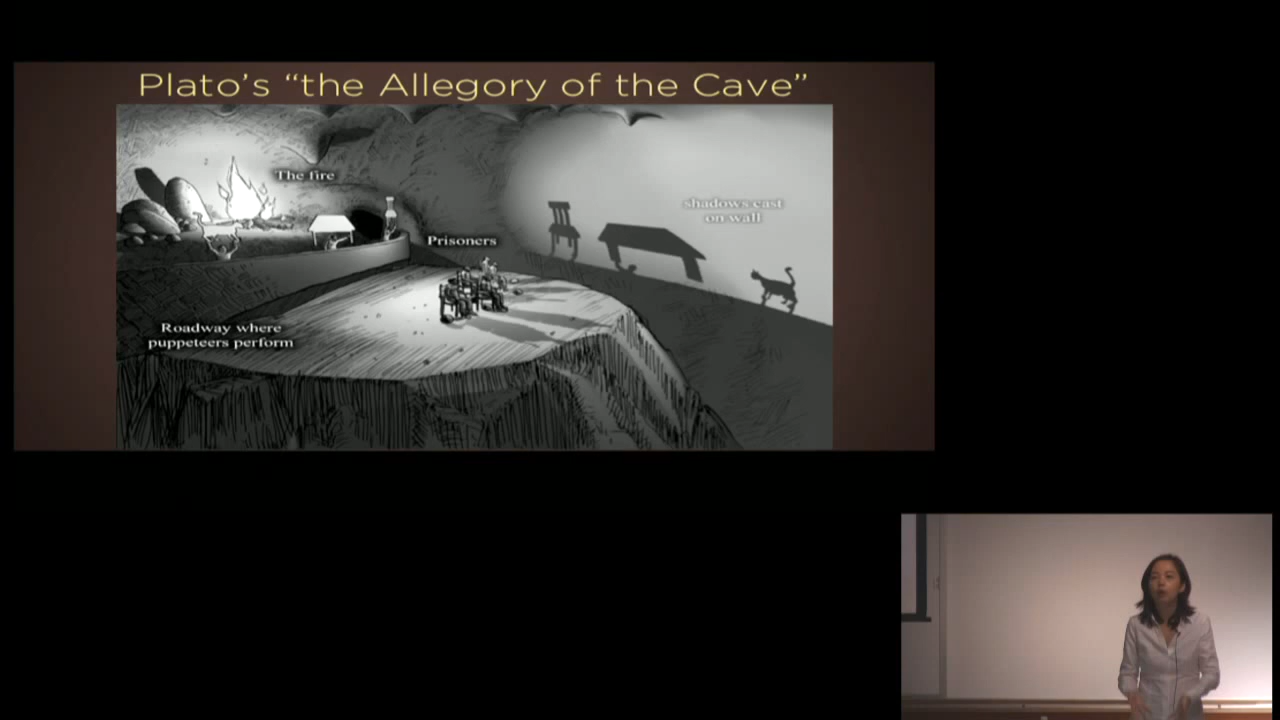 Plato's “the Allegory of the Cave”
The fire
shadows cast
on wall
Prisoners
Roadway where
puppeteers perform